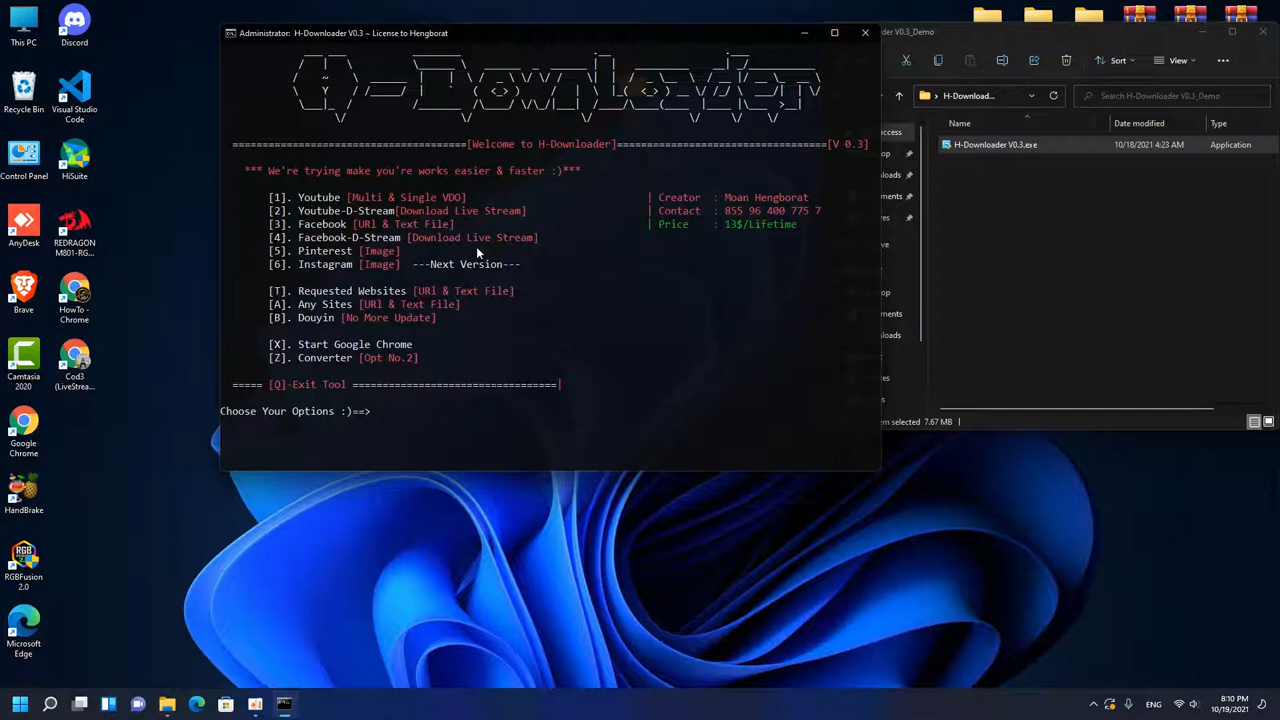 This PC
Discord
Recycle Bin
Visual Studio
Code
Control Panel
HiSuite
AnyDesk
REDRAGON
M801-RG...
Brave
HowTo -
Chrome
Camtasia
2020
Cod3
(LiveStream...
Google
Chrome
HandBrake
RGBFusion
2.0
Microsoft
Edge
Administrator: H-Downloader V0.3 ~ License to Hengborat
[Welcome to H-Downloader]
[V 0.3]
*** We're trying make you're works easier & faster :)***
[1]. Youtube [Multi & Single VDO]
| Creator : Moan Hengborat
[2]. Youtube-D-Stream[Download Live Stream]
| Contact : 855 96 400 775 7
[3]. Facebook [URl & Text File]
| Price : 13$/Lifetime
[4]. Facebook-D-Stream [Download Live Stream]
[5]. Pinterest [Image]
[6]. Instagram [Image] ---Next Version---
[T]. Requested Websites [URl & Text File]
[A]. Any Sites [URl & Text File]
[B]. Douyin [No More Update]
[X]. Start Google Chrome
[Z]. Converter [Opt No.2]
===== [Q]-Exit Tool ==================================|
Choose Your Options :)==>
V0.3_Demo
Sort
View
H-Download...
Search H-Downloader V0.3_Demo
Name
Date modified
Type
H-Downloader V0.3.exe
10/18/2021 4:23 AM
Application
7.67 MB
ENG
8:10 PM
10/19/2021